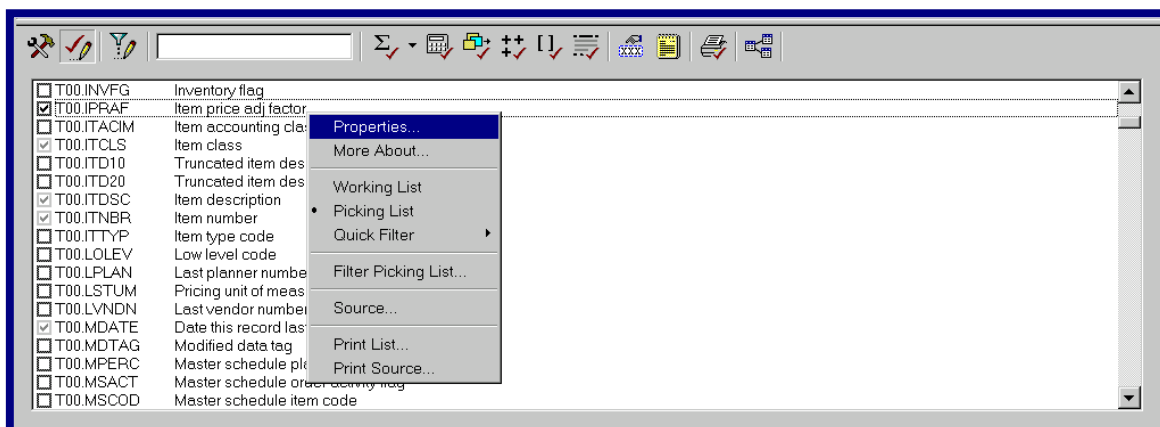 T00.INVFG Inventory flag
T00.IPRAF Item price adj factor
T00.ITACIM Item accounting cla
T00.ITCLS Item class
T00.ITD10 Truncated item des
T00.ITD20 Truncated item des
T00.ITDSC Item description
T00.ITNBR Item number
T00.ITTYP Item type code
T00.LOLEV Low level code
T00.LPLAN Last planner numbe
T00.LSTUM Pricing unit of meas
T00.LVNDN Last vendor number
T00.MDATE Date this record las
T00.MDTAG Modified data tag
T00.MPERC Master schedule pla
T00.MSACT Master schedule order activity flag
T00.MSCOD Master schedule item code
Properties...
More About...
Working List
Picking List
Quick Filter
Filter Picking List...
Source...
Print List...
Print Source...